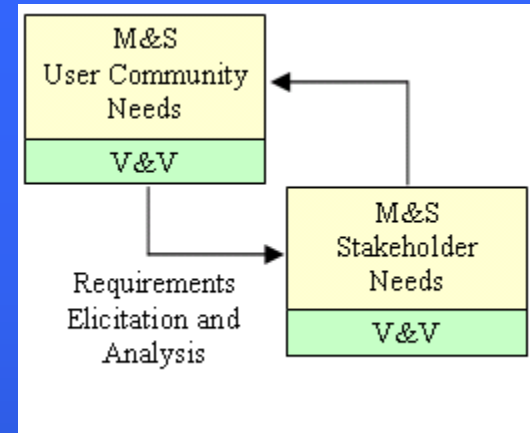 M&S
User Community
Needs
V&V
M&S
Stakeholder
Needs
V&V
Requirements
Elicitation and
Analysis